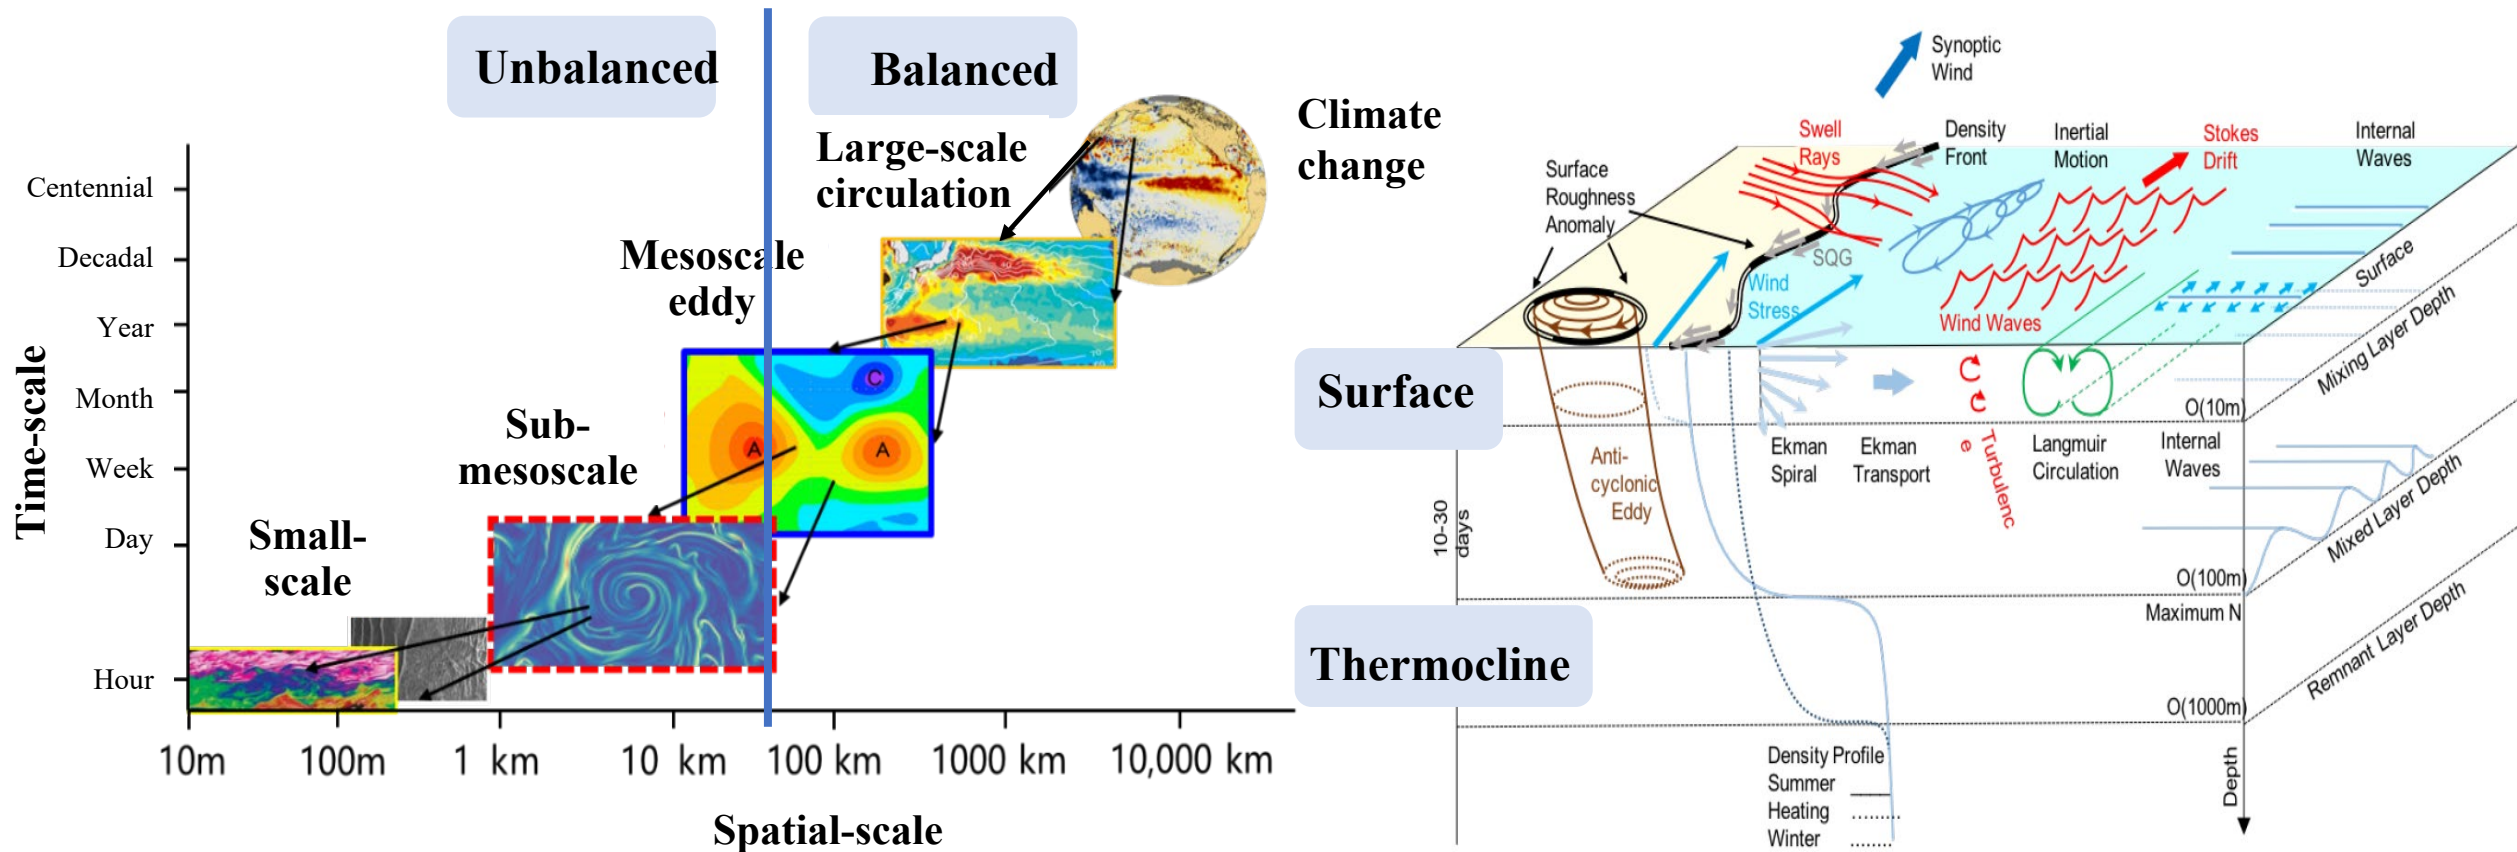 Unbalanced
Balanced
Climate
change
Large-scale
circulation
Mesoscale
eddy
Sub-
mesoscale
Small-
scale
Time-scale
Centennial
Decadal
Year
Month
Week
Day
Hour
C
A
A
10m
100m
1 km
10 km
100 km
1000 km
10,000 km
Spatial-scale
Synoptic
Wind
Swell
Rays
Density
Front
Inertial
Motion
Stokes
Drift
Internal
Waves
Surface
Roughness
Anomaly
SQG
Wind
Stress
Wind Waves
Surface
Mixing Layer Depth
Surface
O(10m)
Ekman
Spiral
Ekman
Transport
Turbulenc
e
Langmuir
Circulation
Internal
Waves
Anti-
cyclonic
Eddy
10-30
days
Mixed Layer Depth
O(100m)
Maximum N
Thermocline
Remnant Layer Depth
O(1000m)
Depth
Density Profile
Summer
Heating
Winter